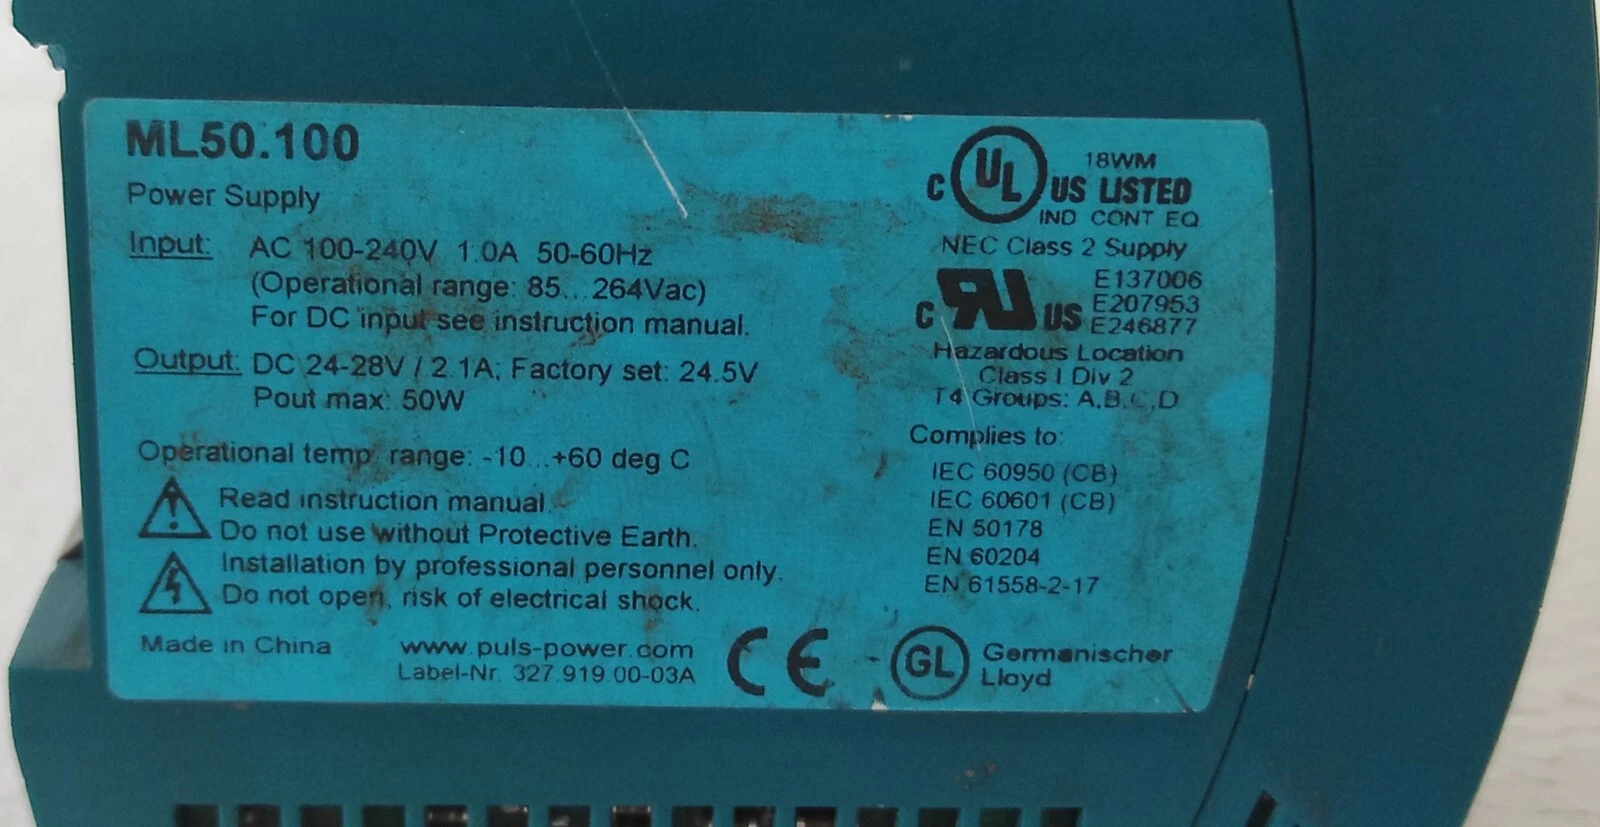 ML50.100
Power Supply
Input: AC 100-240V 1.0A 50-60Hz
(Operational range: 85...264Vac)
For DC input see instruction manual.
Output: DC 24-28V / 2.1A; Factory set: 24.5V
Pout max: 50W
Operational temp. range: -10...+60 deg C
Read instruction manual.
Do not use without Protective Earth.
Installation by professional personnel only.
Do not open, risk of electrical shock.
Made in China
www.puls-power.com
Label-Nr. 327.919.00-03A
CE
C UL US LISTED
18WM
IND CONT EQ
NEC Class 2 Supply
C RU US
E137006
E207953
E246877
Hazardous Location
Class I Div 2
T4 Groups: A,B,C,D
Complies to:
IEC 60950 (CB)
IEC 60601 (CB)
EN 50178
EN 60204
EN 61558-2-17
GL Germanischer
Lloyd